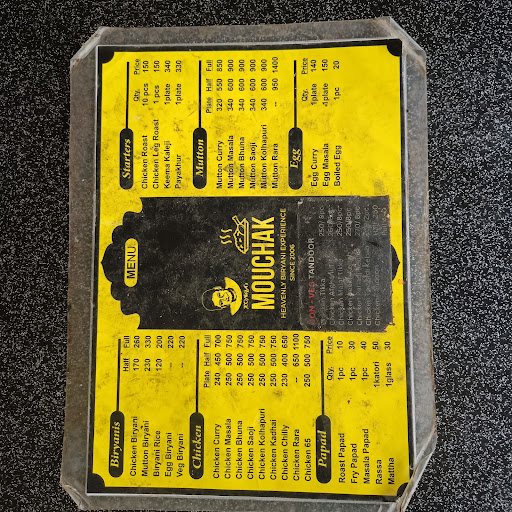 Biryanis Half Full
Chicken Biryani 170 260
Mutton Biryani 230 330
Biryani Rice 120 200
Egg Biryani -- 220
Veg Biryani -- 220
Chicken Plate Half Full
Chicken Curry 240 450 700
Chicken Masala 250 500 750
Chicken Bhuna 250 500 750
Chicken Saoji 250 500 750
Chicken Kolhapuri 250 500 750
Chicken Kadhai 250 500 750
Chicken Chilly 230 400 650
Chicken Rara -- 650 1100
Chicken 65 250 500 750
Papad Qty. Price
Roast Papad 1pc 10
Fry Papad 1pc 30
Masala Papad 1pc 40
Rassa 1katori 50
Mattha 1glass 30
MENU
MOUCHAK
HEAVENLY BIRYANI EXPERIENCE
SINCE 2006
NON-VEG TANDOOR
Starters Qty. Price
Chicken Roast 10 pcs 150
Chicken Leg Roast 1 pcs 150
Keema Kaleji 1plate 340
Payakhur 1plate 330
Mutton Plate Half Full
Mutton Curry 320 550 850
Mutton Masala 340 600 900
Mutton Bhuna 340 600 900
Mutton Saoji 340 600 900
Mutton Kolhapuri 340 600 900
Mutton Rara -- 950 1400
Egg Qty. Price
Egg Curry 1plate 140
Egg Masala 1plate 150
Boiled Egg 1pc 20